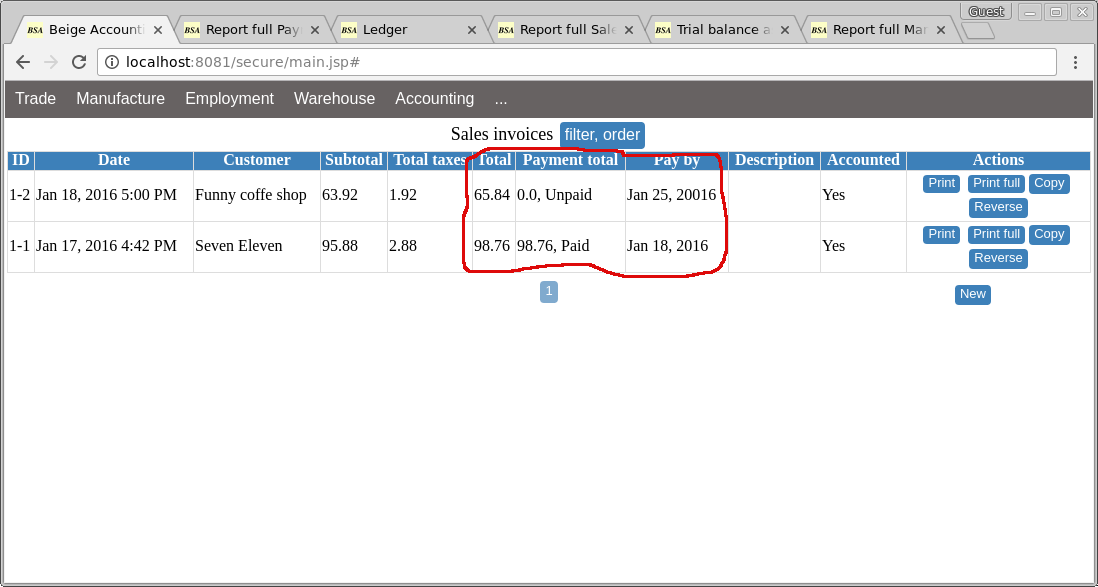 Guest
BSA Beige Accounti
BSA Report full Pay
BSA Ledger
BSA Report full Sale
BSA Trial balance a
BSA Report full Mar
localhost:8081/secure/main.jsp#
Trade Manufacture Employment Warehouse Accounting ...
Sales invoices filter, order
ID Date Customer Subtotal Total taxes Total Payment total Pay by Description Accounted Actions
1-2 Jan 18, 2016 5:00 PM Funny coffe shop 63.92 1.92 65.84 0.0, Unpaid Jan 25, 20016 Yes Print Print full Copy
Reverse
1-1 Jan 17, 2016 4:42 PM Seven Eleven 95.88 2.88 98.76 98.76, Paid Jan 18, 2016 Yes Print Print full Copy
Reverse
1 New